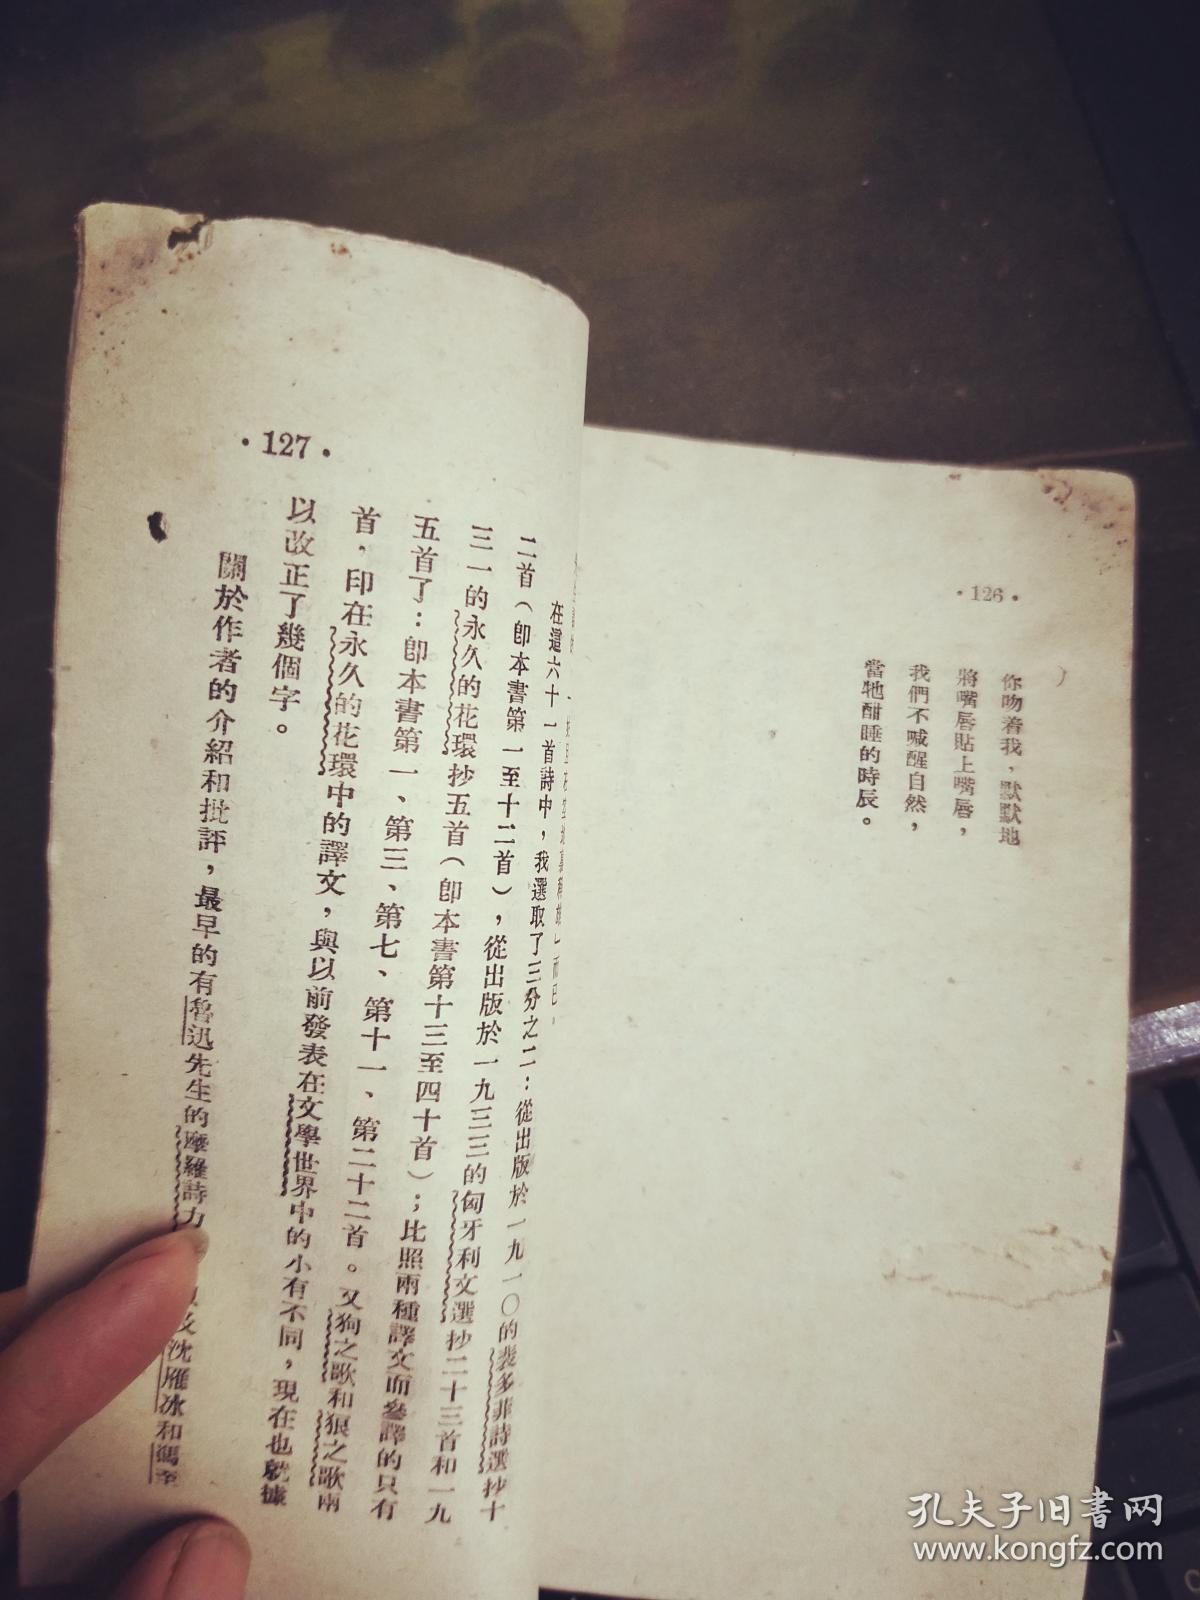 ·126·
你吻着我，默默地
將嘴唇貼上嘴唇，
我們不喊醒自然，
當牠酣睡的時辰。
·127·
在這六十一首詩中，我選取了三分之二：從出版於一九一〇的裴多非詩選抄十
二首（卽本書第一至十二首），從出版於一九三三的匈牙利文選抄二十三首和一九
三一的永久的花環抄五首（卽本書第十三至四十首）；比照兩種譯文而參譯的只有
五首了：卽本書第一、第三、第七、第十一、第二十二首。又狗之歌和狼之歌兩
首，印在永久的花環中的譯文，與以前發表在文學世界中的小有不同，現在也就據
以改正了幾個字。
關於作者的介紹和批評，最早的有魯迅先生的摩羅詩力 沈雁冰和馮至
孔夫子旧書网
www.kongfz.com